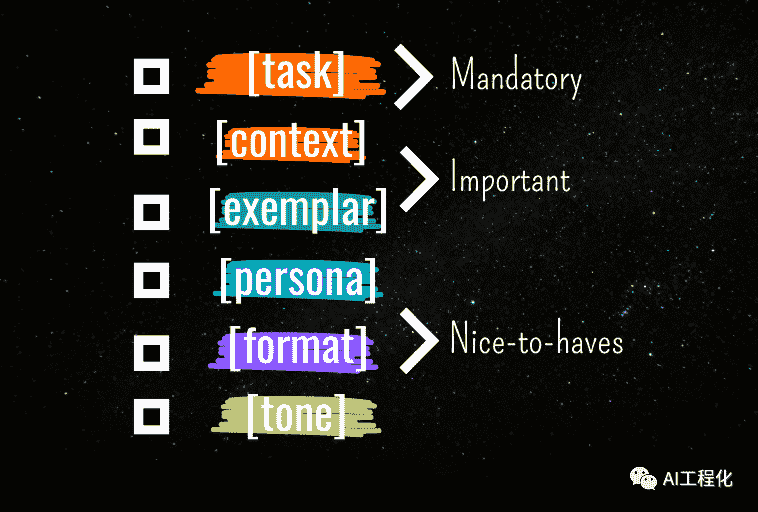 [task]
Mandatory
[context]
Important
[exemplar]
[persona]
[format]
Nice-to-haves
[tone]
AI工程化